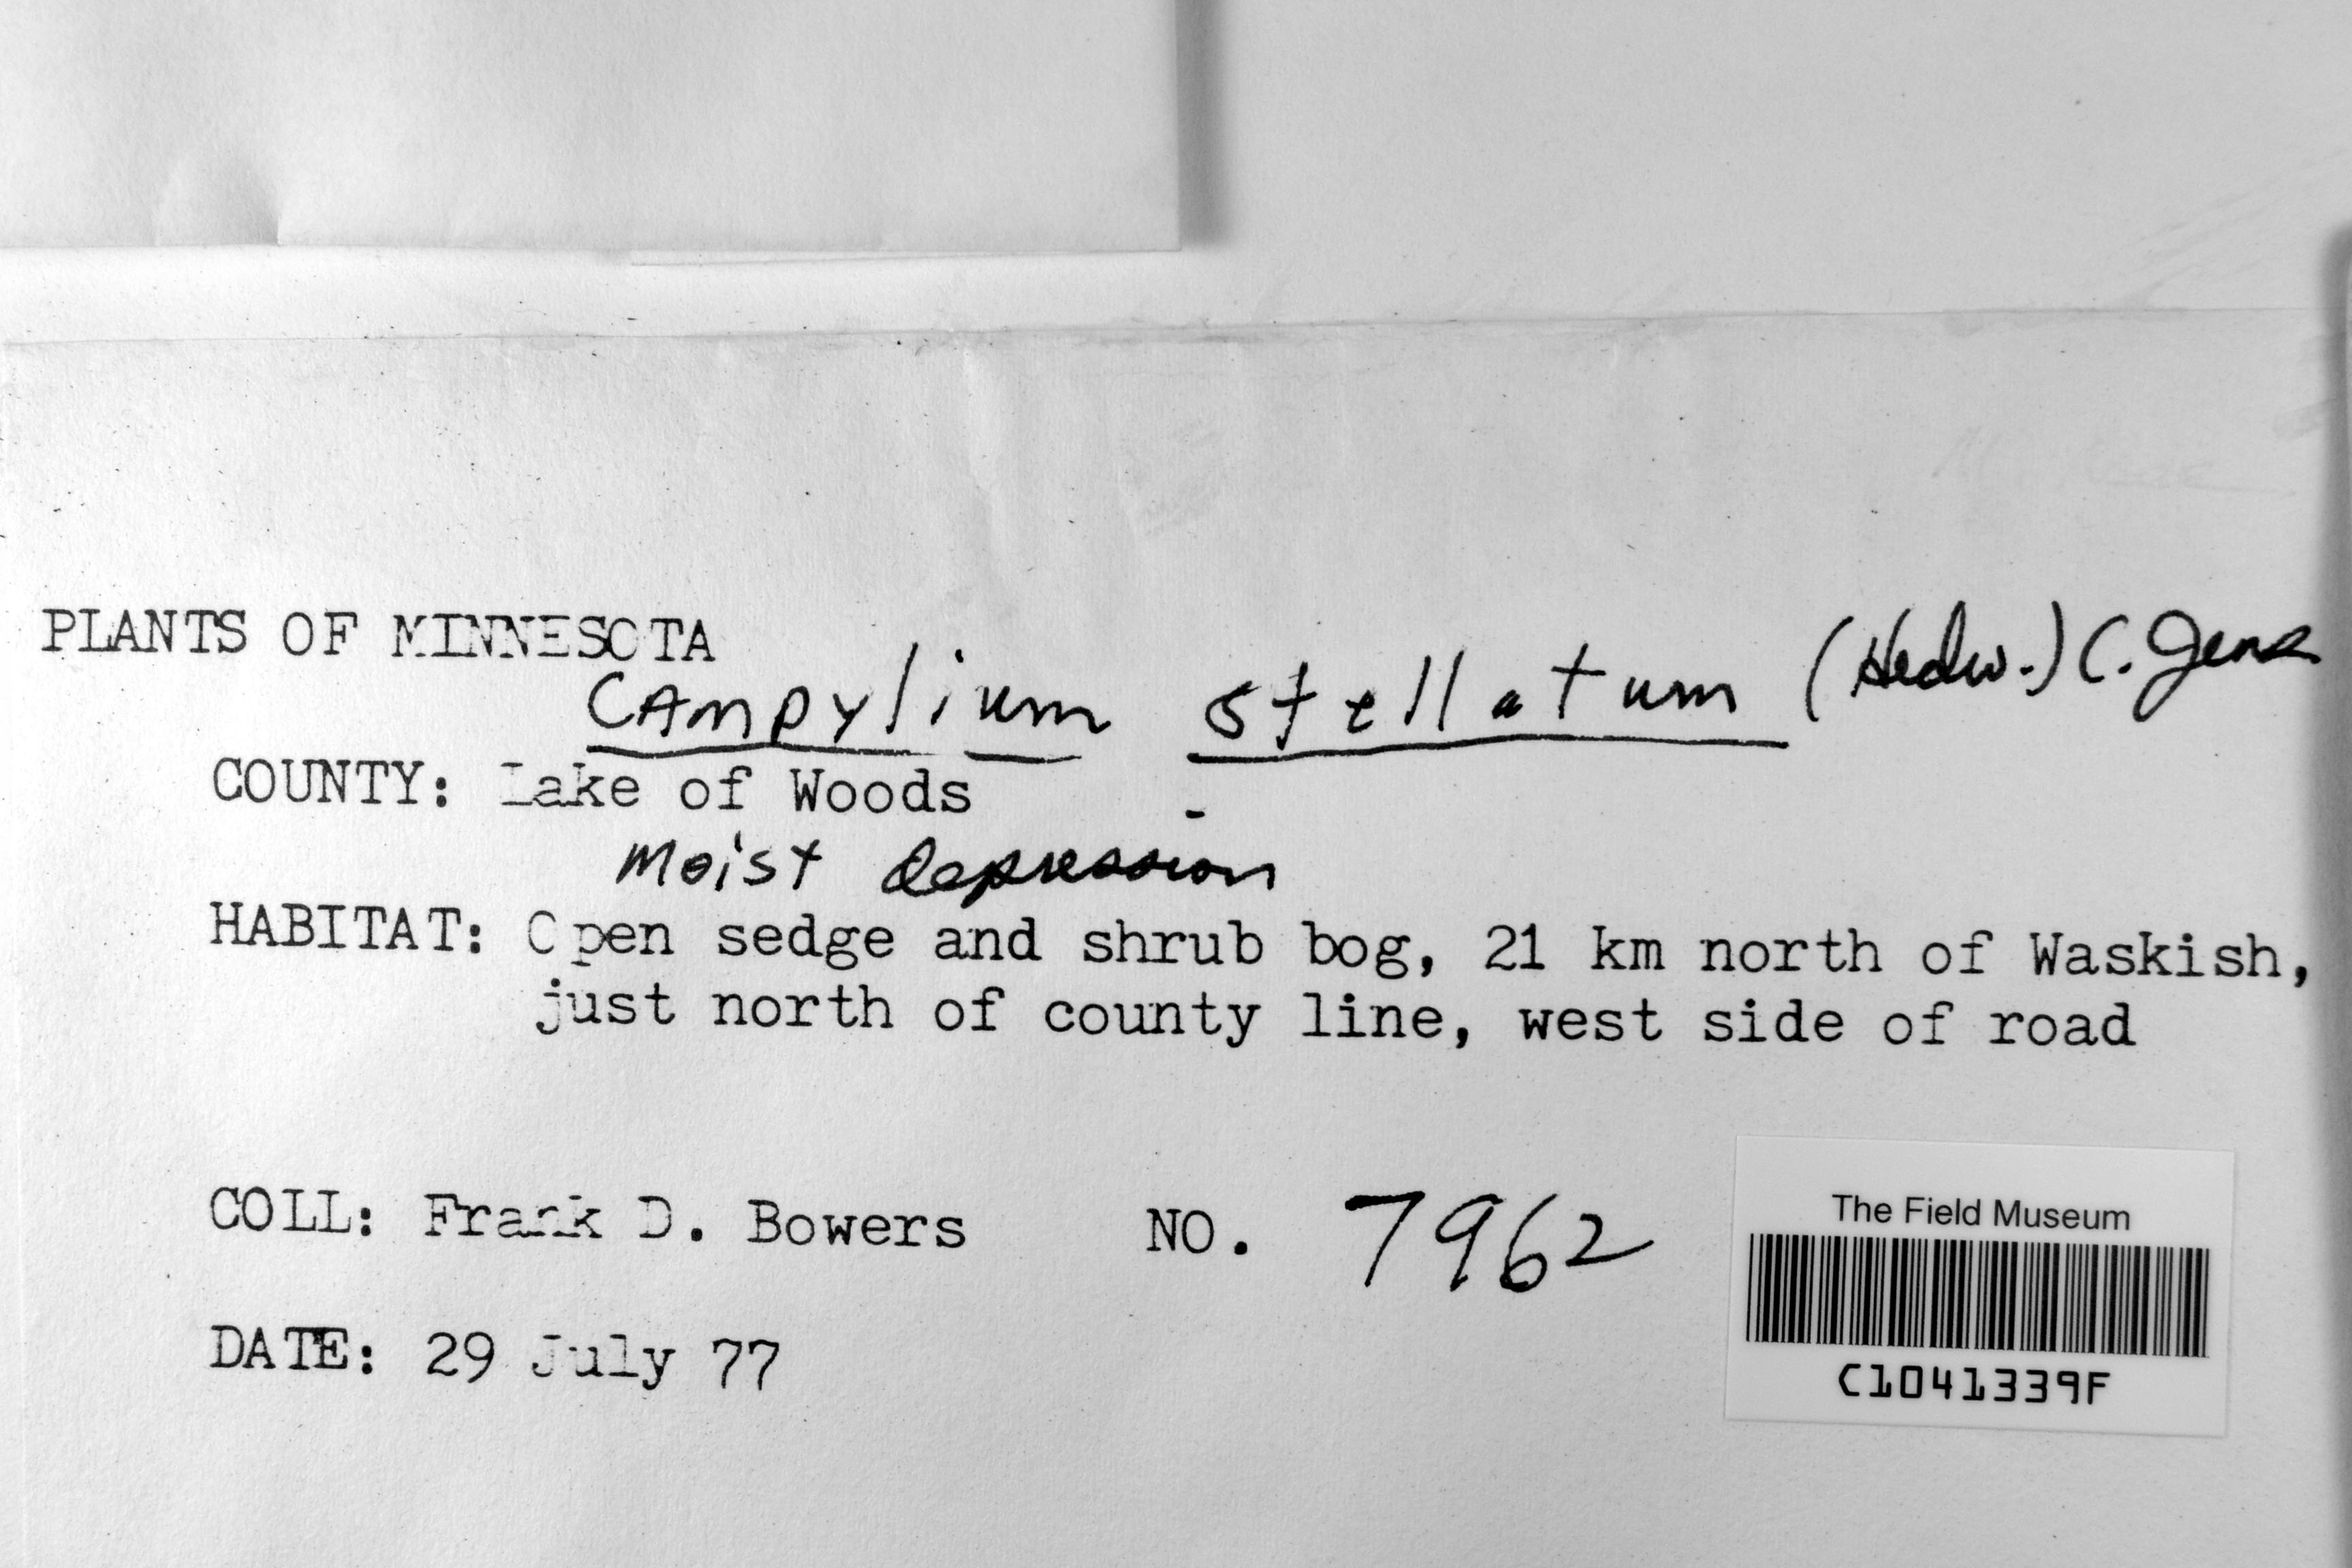 PLANTS OF MINNESOTA
Campylium stellatum (Hedw.) C. Jens
COUNTY: Lake of Woods
Moist depression
HABITAT: Open sedge and shrub bog, 21 km north of Waskish,
just north of county line, west side of road
COLL: Frank D. Bowers NO. 7962
DATE: 29 July 77
The Field Museum
C1041339F